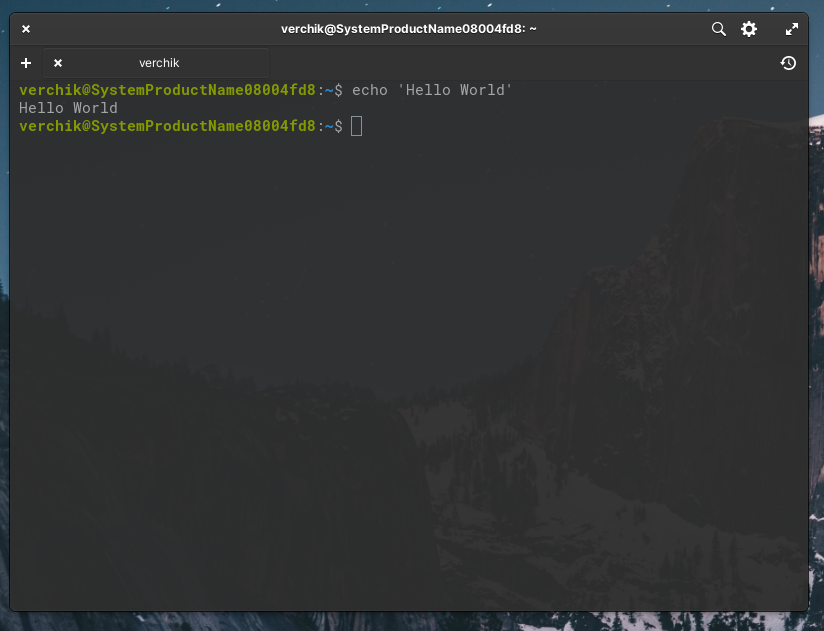 verchik@SystemProductName08004fd8: ~
verchik
verchik@SystemProductName08004fd8:~$ echo 'Hello World'
Hello World
verchik@SystemProductName08004fd8:~$